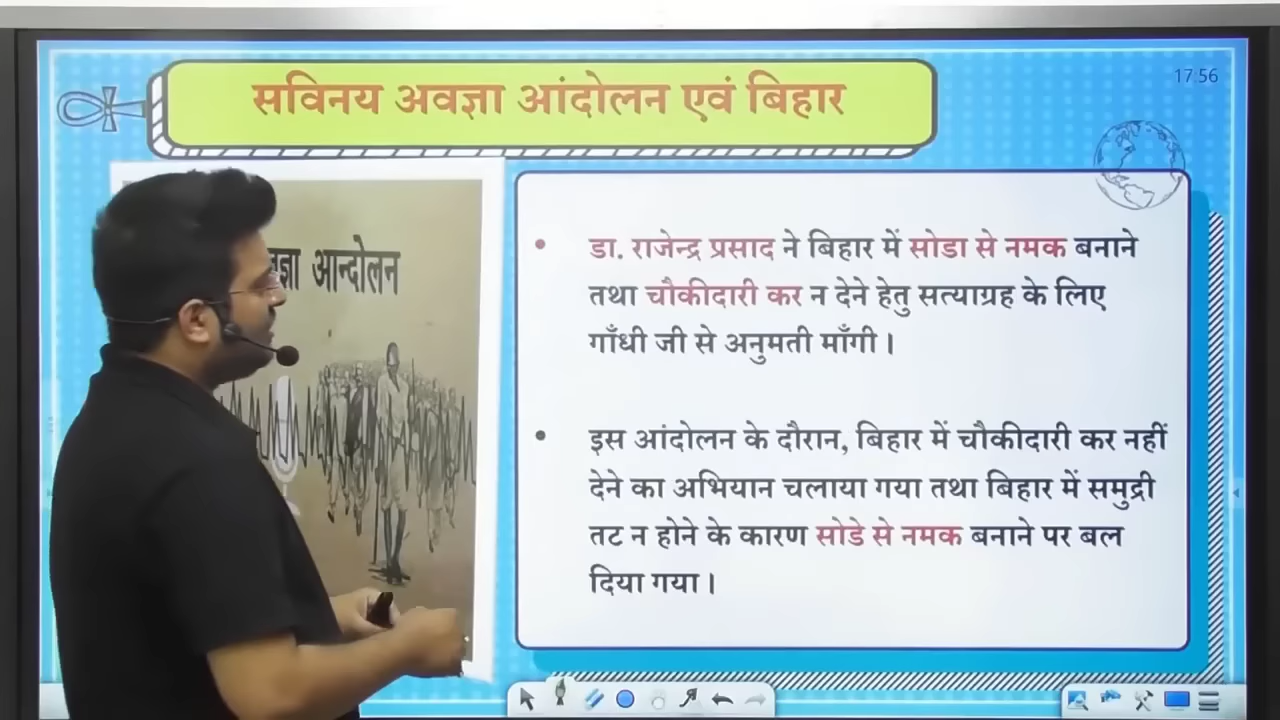 सविनय अवज्ञा आंदोलन एवं बिहार
17:56
आन्दोलन
डा. राजेन्द्र प्रसाद ने बिहार में सोडा से नमक बनाने
तथा चौकीदारी कर न देने हेतु सत्याग्रह के लिए
गाँधी जी से अनुमती माँगी।
इस आंदोलन के दौरान, बिहार में चौकीदारी कर नहीं
देने का अभियान चलाया गया तथा बिहार में समुद्री
तट न होने के कारण सोडे से नमक बनाने पर बल
दिया गया।